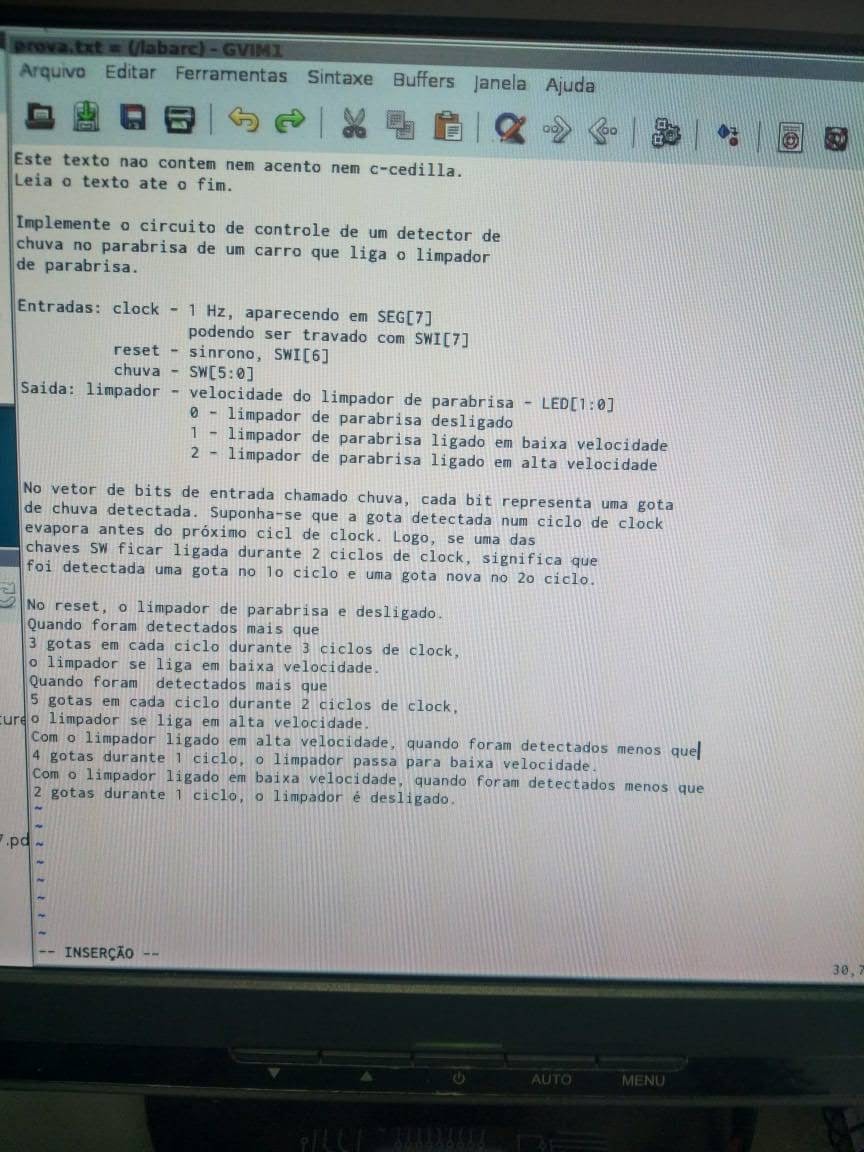 prova.txt = (/labarc) - GVIM1
Arquivo Editar Ferramentas Sintaxe Buffers Janela Ajuda
Este texto nao contem nem acento nem c-cedilla.
Leia o texto ate o fim.
Implemente o circuito de controle de um detector de
chuva no parabrisa de um carro que liga o limpador
de parabrisa.
Entradas: clock - 1 Hz, aparecendo em SEG[7]
podendo ser travado com SWI[7]
reset - sinrono, SWI[6]
chuva - SW[5:0]
Saida: limpador - velocidade do limpador de parabrisa - LED[1:0]
0 - limpador de parabrisa desligado
1 - limpador de parabrisa ligado em baixa velocidade
2 - limpador de parabrisa ligado em alta velocidade
No vetor de bits de entrada chamado chuva, cada bit representa uma gota
de chuva detectada. Suponha-se que a gota detectada num ciclo de clock
evapora antes do próximo cicl de clock. Logo, se uma das
chaves SW ficar ligada durante 2 ciclos de clock, significa que
foi detectada uma gota no 1o ciclo e uma gota nova no 2o ciclo.
No reset, o limpador de parabrisa e desligado.
Quando foram detectados mais que
3 gotas em cada ciclo durante 3 ciclos de clock,
o limpador se liga em baixa velocidade.
Quando foram  detectados mais que
5 gotas em cada ciclo durante 2 ciclos de clock,
o limpador se liga em alta velocidade.
Com o limpador ligado em alta velocidade, quando foram detectados menos que
4 gotas durante 1 ciclo, o limpador passa para baixa velocidade.
Com o limpador ligado em baixa velocidade, quando foram detectados menos que
2 gotas durante 1 ciclo, o limpador é desligado.
~
~
~
~
~
~
~
~
-- INSERÇÃO --
30,7
AUTO MENU